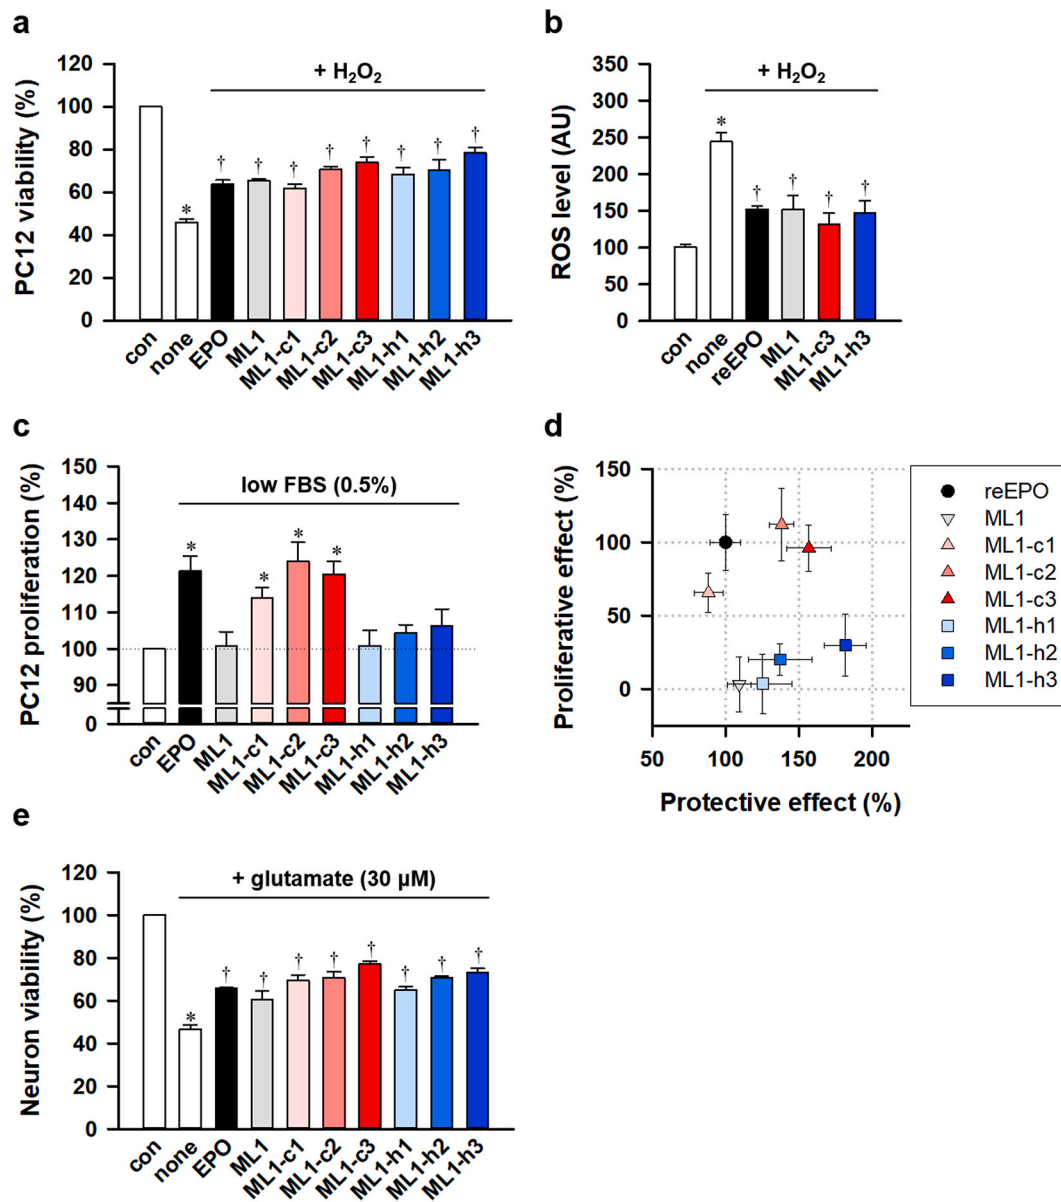 a
+ H₂O₂
PC12 viability (%)
120
100
80
60
40
20
0
* † † † † † † † †
con none EPO ML1 ML1-c1 ML1-c2 ML1-c3 ML1-h1 ML1-h2 ML1-h3
b
+ H₂O₂
ROS level (AU)
350
300
250
200
150
100
50
0
* † † † †
con none reEPO ML1 ML1-c3 ML1-h3
c
low FBS (0.5%)
PC12 proliferation (%)
150
140
130
120
110
100
90
0
* * * *
con EPO ML1 ML1-c1 ML1-c2 ML1-c3 ML1-h1 ML1-h2 ML1-h3
d
Proliferative effect (%)
150
100
50
0
50 100 150 200
Protective effect (%)
reEPO
ML1
ML1-c1
ML1-c2
ML1-c3
ML1-h1
ML1-h2
ML1-h3
e
+ glutamate (30 μM)
Neuron viability (%)
120
100
80
60
40
20
0
* † † † † † † † †
con none EPO ML1 ML1-c1 ML1-c2 ML1-c3 ML1-h1 ML1-h2 ML1-h3